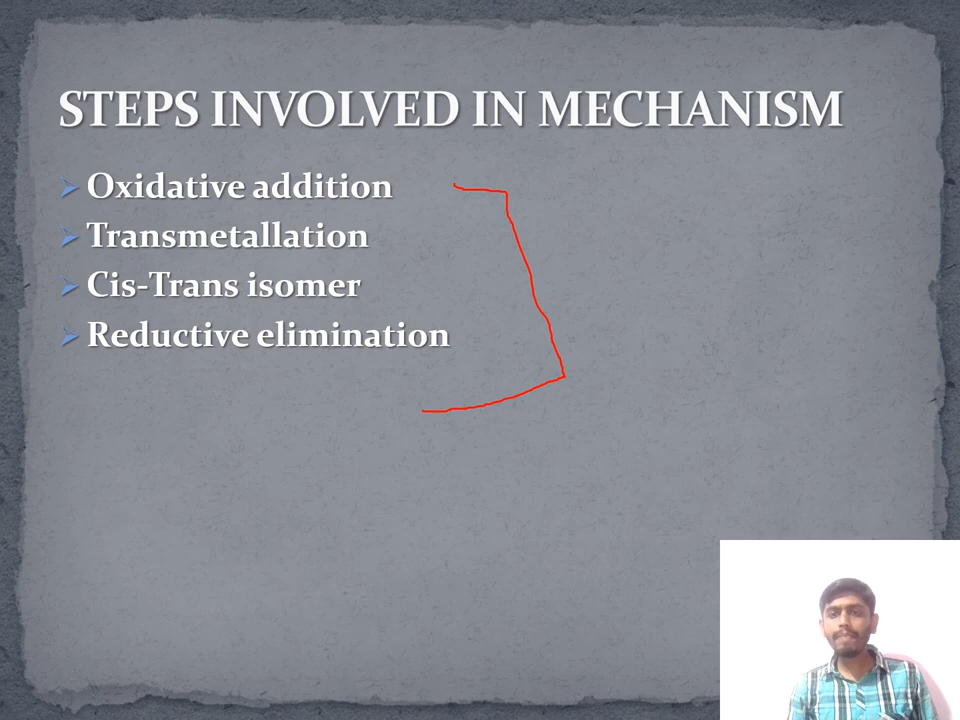 STEPS INVOLVED IN MECHANISM
Oxidative addition
Transmetallation
Cis-Trans isomer
Reductive elimination